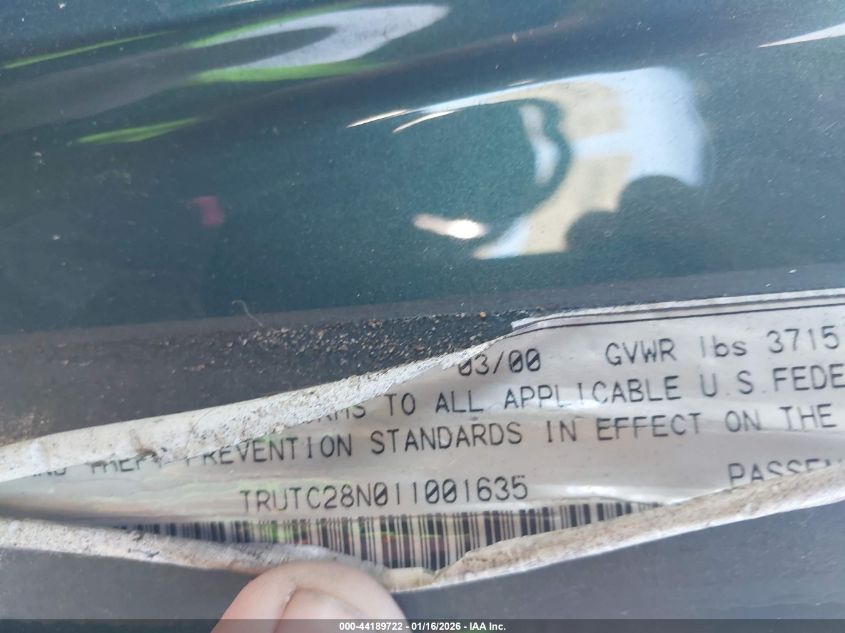 03/00 GVWR lbs 3715
TO ALL APPLICABLE U.S.FEDE
PREVENTION STANDARDS IN EFFECT ON THE
TRUTC28N011001635 PASSEN
000-44189722 - 01/16/2026 - IAA Inc.